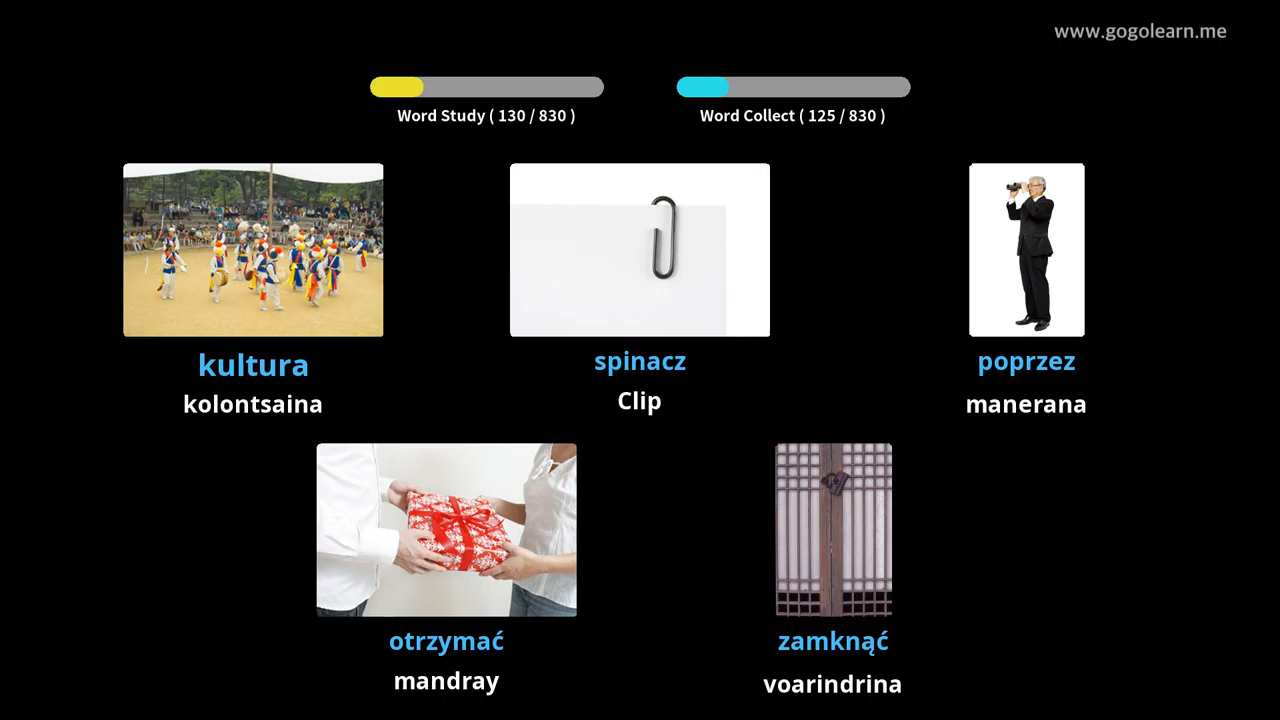 www.gogolearn.me
Word Study ( 130 / 830 )
Word Collect ( 125 / 830 )
kultura
kolontsaina
spinacz
Clip
poprzez
manerana
otrzymać
mandray
zamknąć
voarindrina